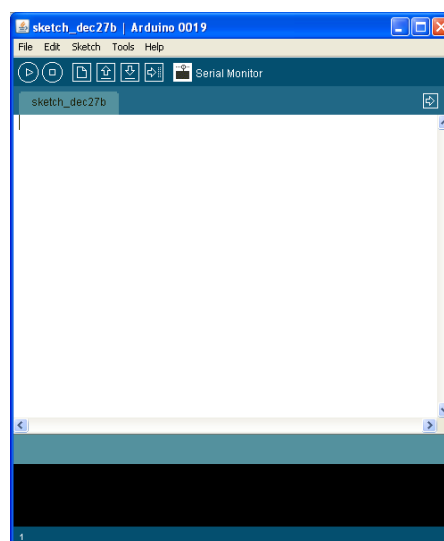 sketch_dec27b | Arduino 0019
File Edit Sketch Tools Help
Serial Monitor
sketch_dec27b
1